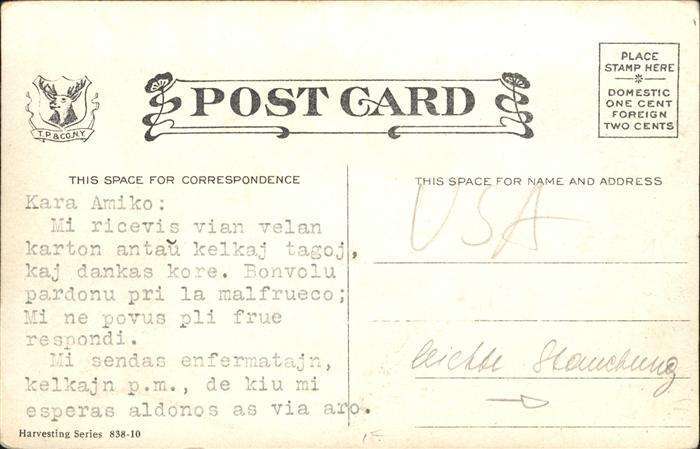 T.P.&CO.N.Y.
POST CARD
PLACE
STAMP HERE
DOMESTIC
ONE CENT
FOREIGN
TWO CENTS
THIS SPACE FOR CORRESPONDENCE
Kara Amiko:
Mi ricevis vian velan
karton antaŭ kelkaj tagoj,
kaj dankas kore. Bonvolu
pardonu pri la malfrueco;
Mi ne povus pli frue
respondi.
Mi sendas enfermatajn,
kelkajn p.m., de kiu mi
esperas aldonos as via aro.
Harvesting Series 838-10
THIS SPACE FOR NAME AND ADDRESS
USA
leichte Stauchung